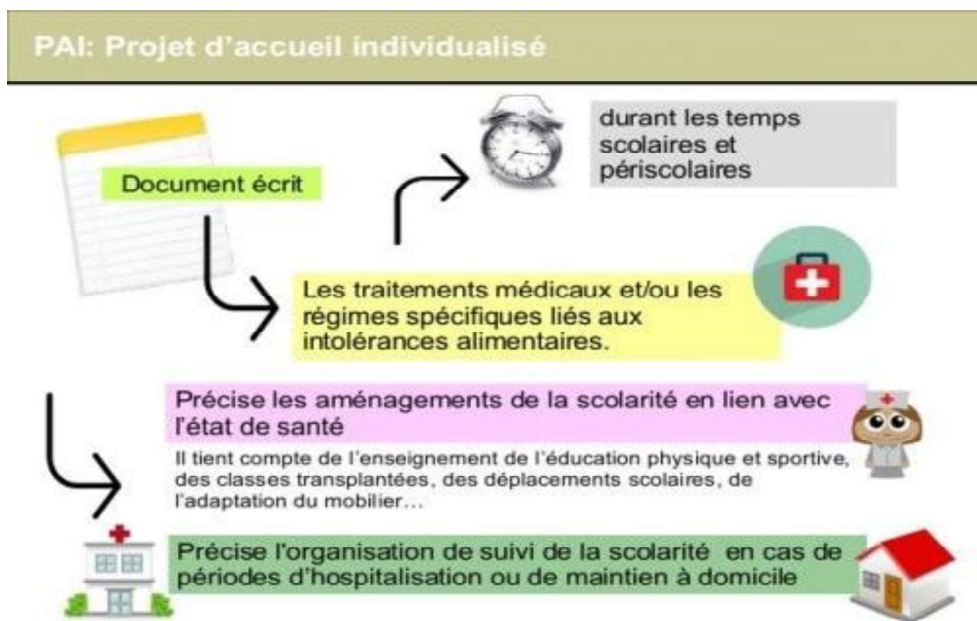 PAI: Projet d'accueil individualisé
durant les temps
scolaires et
périscolaires
Document écrit
Les traitements médicaux et/ou les
régimes spécifiques liés aux
intolérances alimentaires.
Précise les aménagements de la scolarité en lien avec
l'état de santé
Il tient compte de l'enseignement de l'éducation physique et sportive,
des classes transplantées, des déplacements scolaires, de
l'adaptation du mobilier…
Précise l'organisation de suivi de la scolarité en cas de
périodes d'hospitalisation ou de maintien à domicile